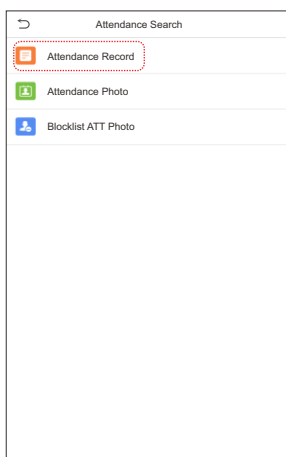 Attendance Search
Attendance Record
Attendance Photo
Blocklist ATT Photo